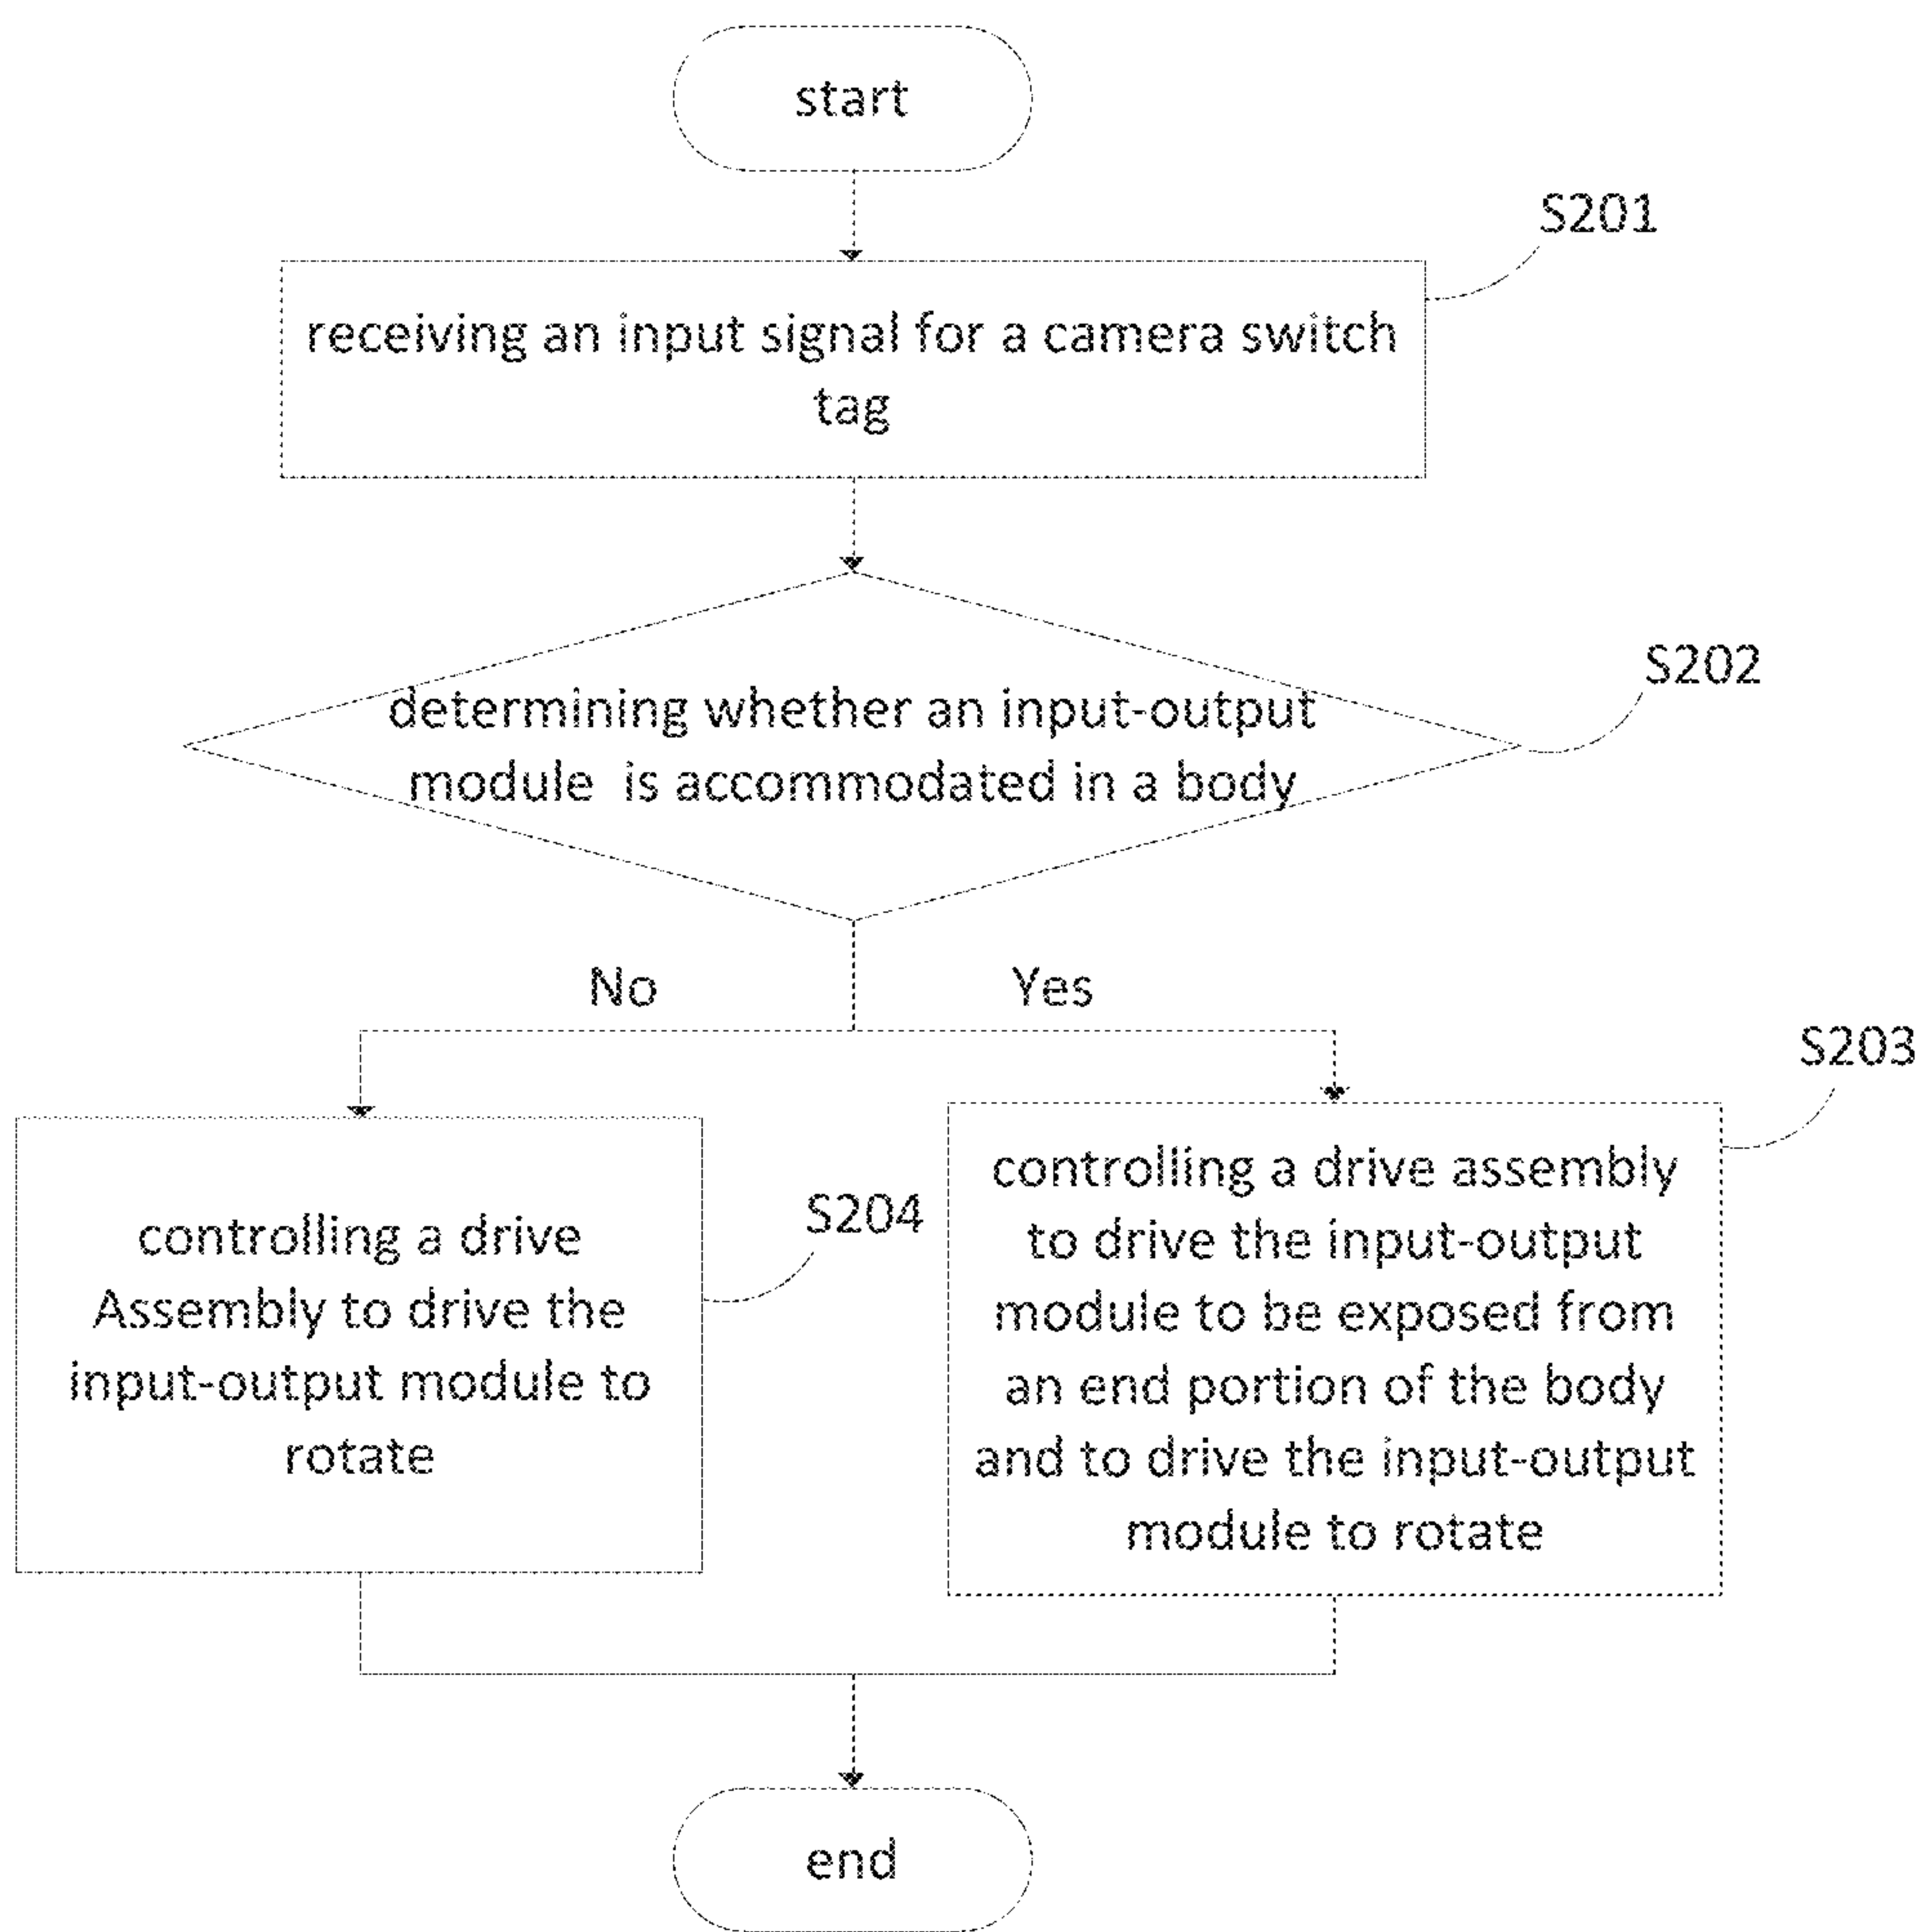 start
S201
receiving an input signal for a camera switch
tag
S202
determining whether an input-output
module is accommodated in a body
No
Yes
S203
S204
controlling a drive
Assembly to drive the
input-output module to
rotate
controlling a drive assembly
to drive the input-output
module to be exposed from
an end portion of the body
and to drive the input-output
module to rotate
end